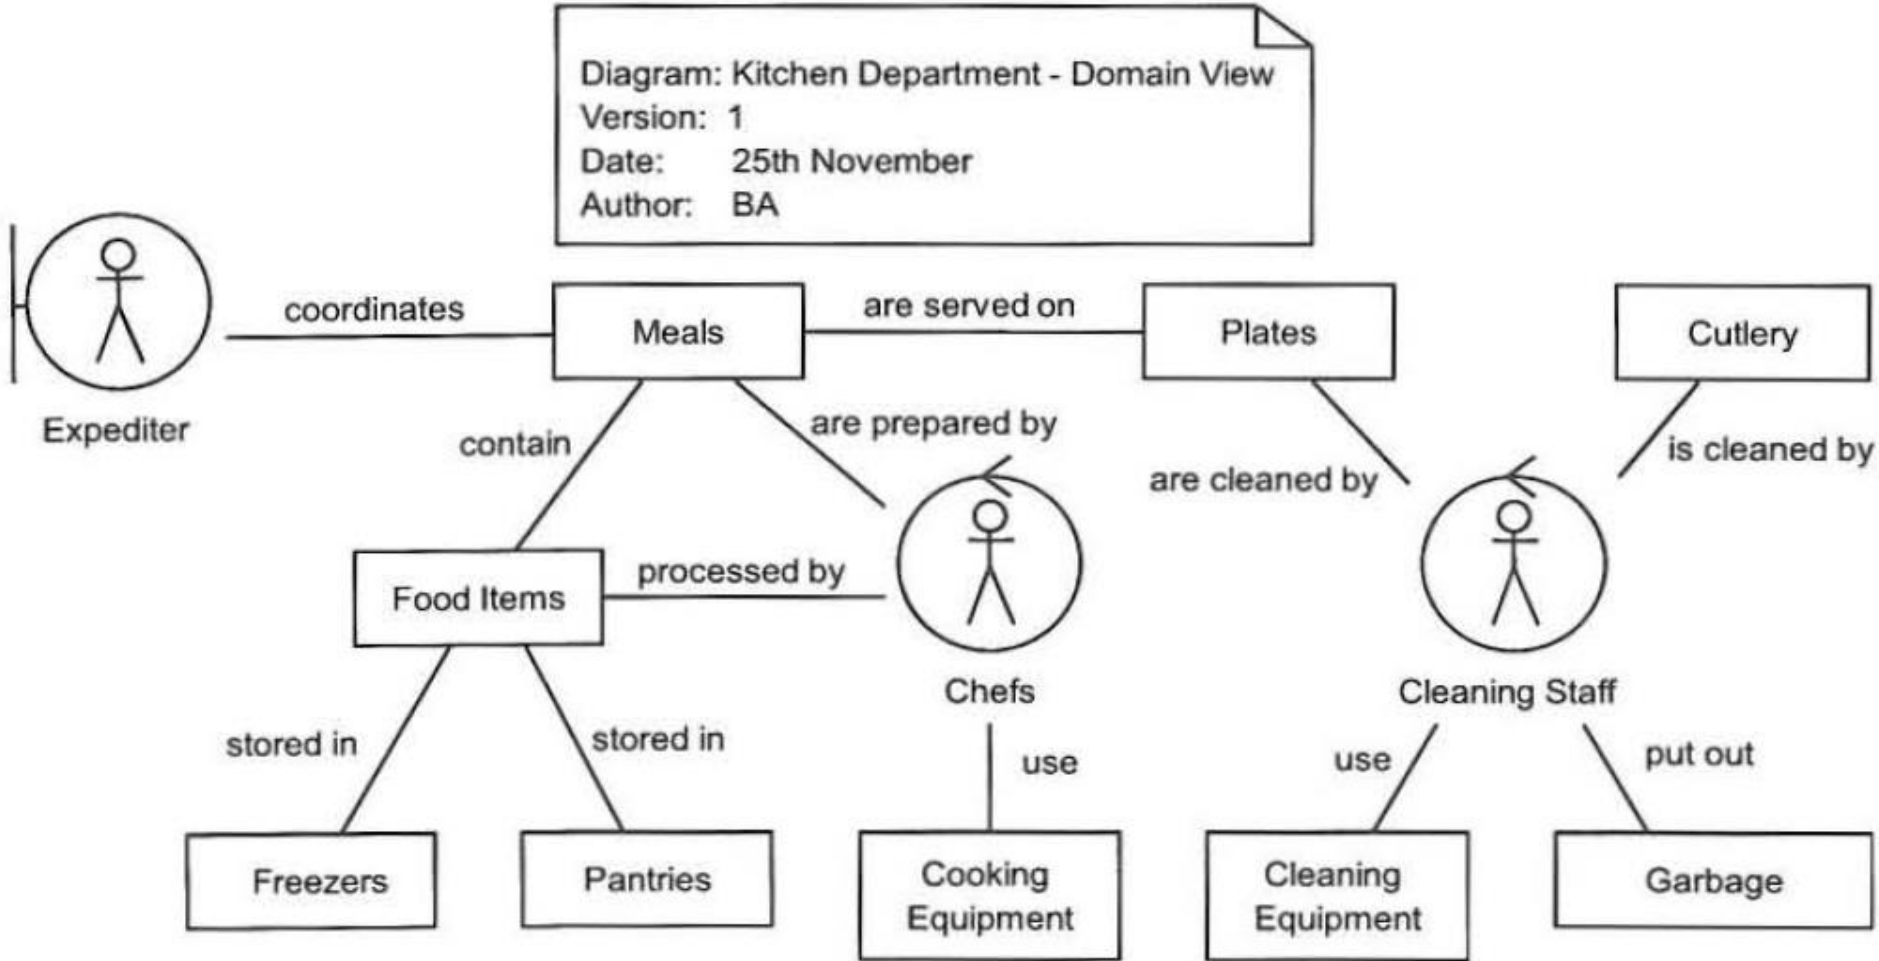 Diagram: Kitchen Department - Domain View
Version: 1
Date: 25th November
Author: BA
coordinates
Meals
are served on
Plates
Cutlery
Expediter
contain
are prepared by
are cleaned by
is cleaned by
Food Items
processed by
Chefs
Cleaning Staff
stored in
stored in
use
use
put out
Freezers
Pantries
Cooking
Equipment
Cleaning
Equipment
Garbage